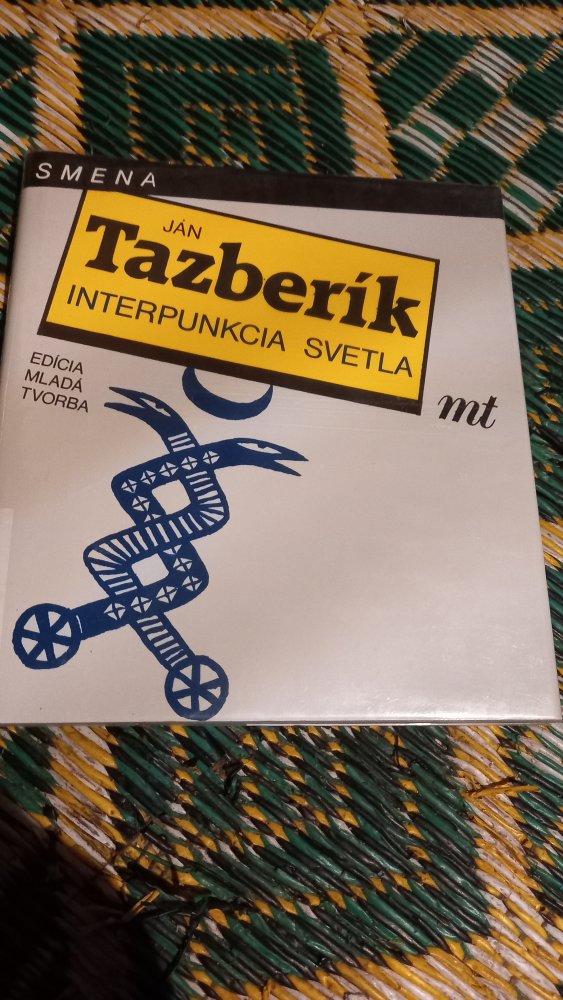 SMENA
JÁN
Tazberík
INTERPUNKCIA SVETLA
EDÍCIA
MLADÁ
TVORBA
mt